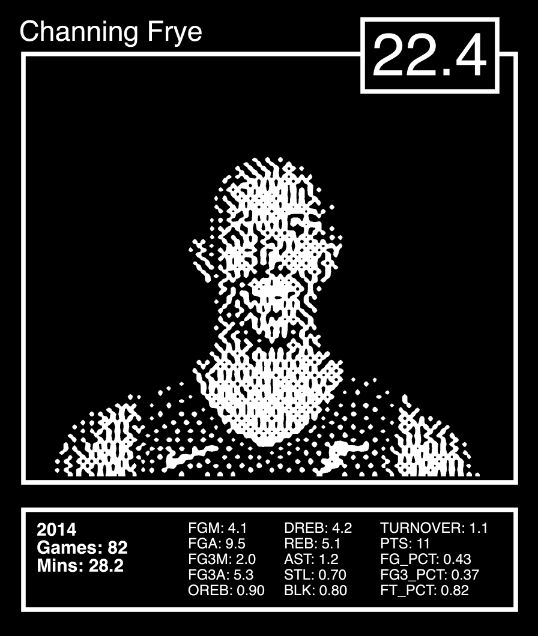 Channing Frye
22.4
2014
Games: 82
Mins: 28.2
FGM: 4.1
FGA: 9.5
FG3M: 2.0
FG3A: 5.3
OREB: 0.90
DREB: 4.2
REB: 5.1
AST: 1.2
STL: 0.70
BLK: 0.80
TURNOVER: 1.1
PTS: 11
FG_PCT: 0.43
FG3_PCT: 0.37
FT_PCT: 0.82